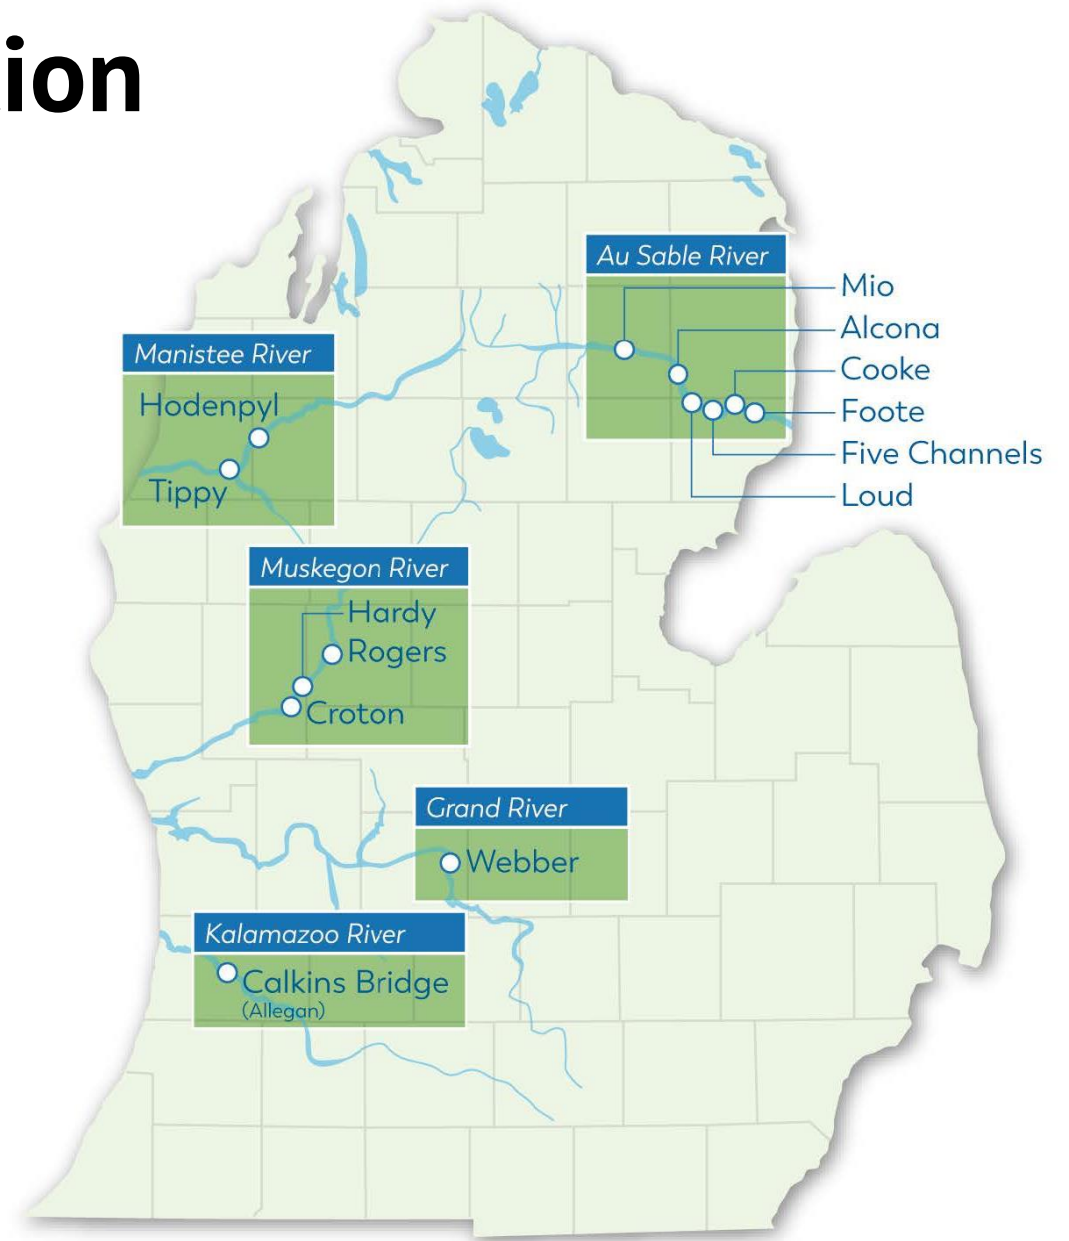 ion
Au Sable River
Mio
Alcona
Cooke
Foote
Five Channels
Loud
Manistee River
Hodenpyl
Tippy
Muskegon River
Hardy
Rogers
Croton
Grand River
Webber
Kalamazoo River
Calkins Bridge
(Allegan)